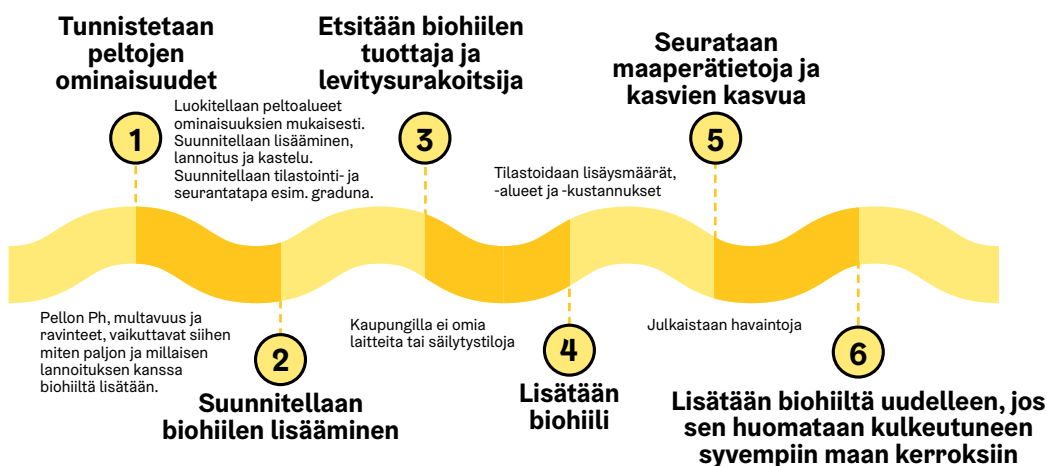 Tunnistetaan
peltojen
ominaisuudet
1
Luokitellaan peltoalueet
ominaisuuksien mukaisesti.
Suunnitellaan lisääminen,
lannoitus ja kastelu.
Suunnitellaan tilastointi- ja
seurantatapa esim. graduna.
Pellon Ph, multavuus ja
ravinteet, vaikuttavat siihen
miten paljon ja millaisen
lannoituksen kanssa
biohiiltä lisätään.
2
Suunnitellaan
biohiilen lisääminen
Etsitään biohiilen
tuottaja ja
levitysurakoitsija
3
Kaupungilla ei omia
laitteita tai säilytystiloja
Tilastoidaan lisäysmäärät,
-alueet ja -kustannukset
4
Lisätään
biohiili
Seurataan
maaperätietoja ja
kasvien kasvua
5
Julkaistaan havaintoja
6
Lisätään biohiiltä uudelleen, jos
sen huomataan kulkeutuneen
syvempiin maan kerroksiin